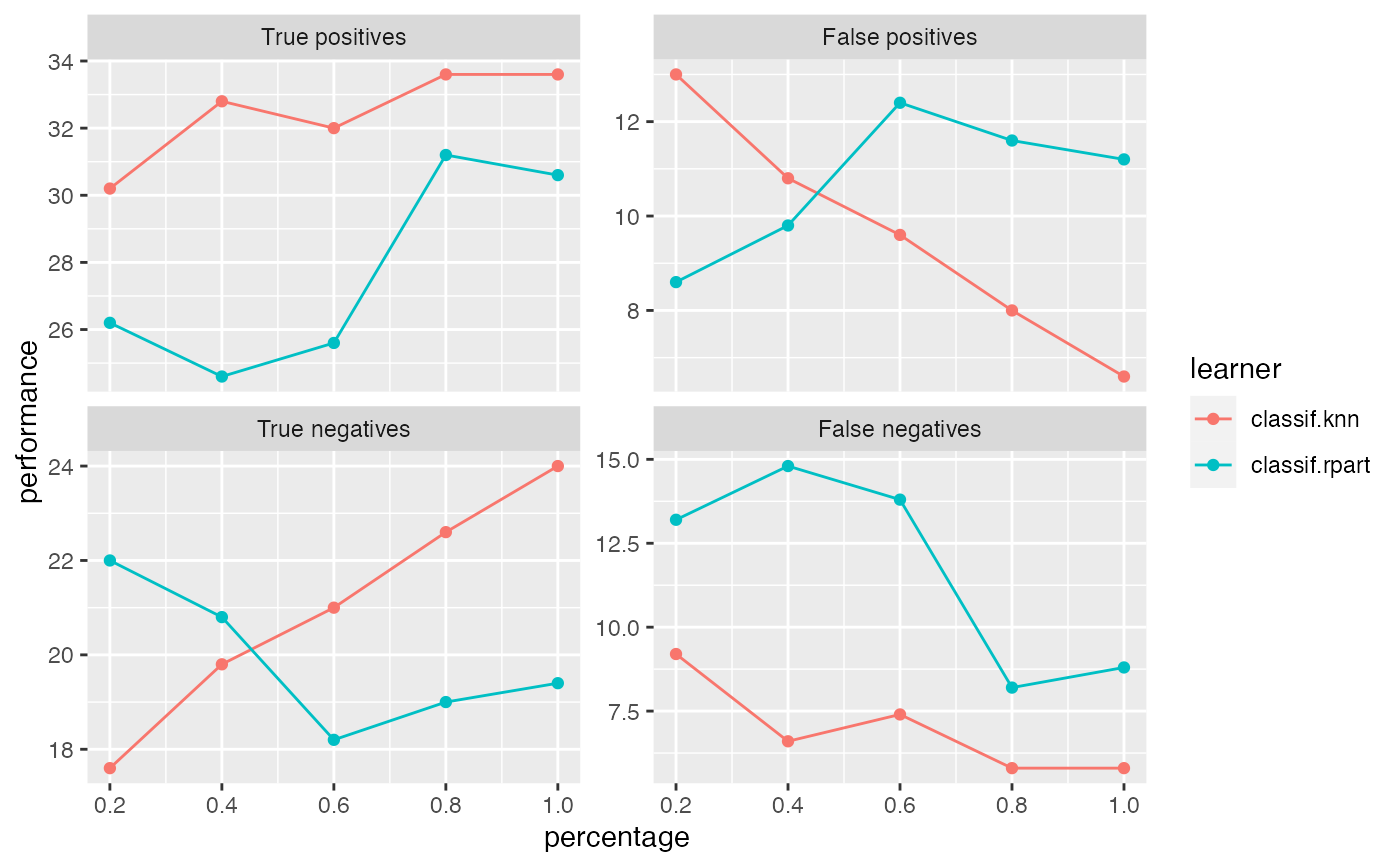 True positives
False positives
34
32
30
28
26
12
10
8
performance
True negatives
False negatives
24
22
20
18
15.0
12.5
10.0
7.5
0.2 0.4 0.6 0.8 1.0
0.2 0.4 0.6 0.8 1.0
percentage
learner
classif.knn
classif.rpart